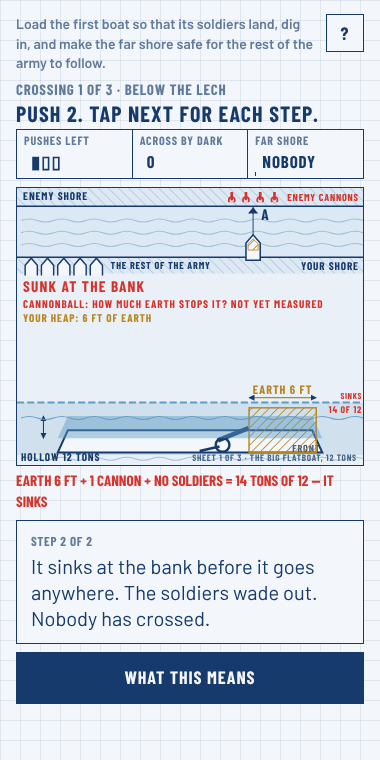 Load the first boat so that its soldiers land, dig
in, and make the far shore safe for the rest of the
army to follow.
?
CROSSING 1 OF 3 · BELOW THE LECH
PUSH 2. TAP NEXT FOR EACH STEP.
PUSHES LEFT
ACROSS BY DARK
0
FAR SHORE
NOBODY
ENEMY SHORE
ENEMY CANNONS
A
THE REST OF THE ARMY
YOUR SHORE
SUNK AT THE BANK
CANNONBALL: HOW MUCH EARTH STOPS IT? NOT YET MEASURED
YOUR HEAP: 6 FT OF EARTH
EARTH 6 FT
SINKS
14 OF 12
FRONT
HOLLOW 12 TONS
SHEET 1 OF 3 · THE BIG FLATBOAT, 12 TONS
EARTH 6 FT + 1 CANNON + NO SOLDIERS = 14 TONS OF 12 — IT
SINKS
STEP 2 OF 2
It sinks at the bank before it goes
anywhere. The soldiers wade out.
Nobody has crossed.
WHAT THIS MEANS